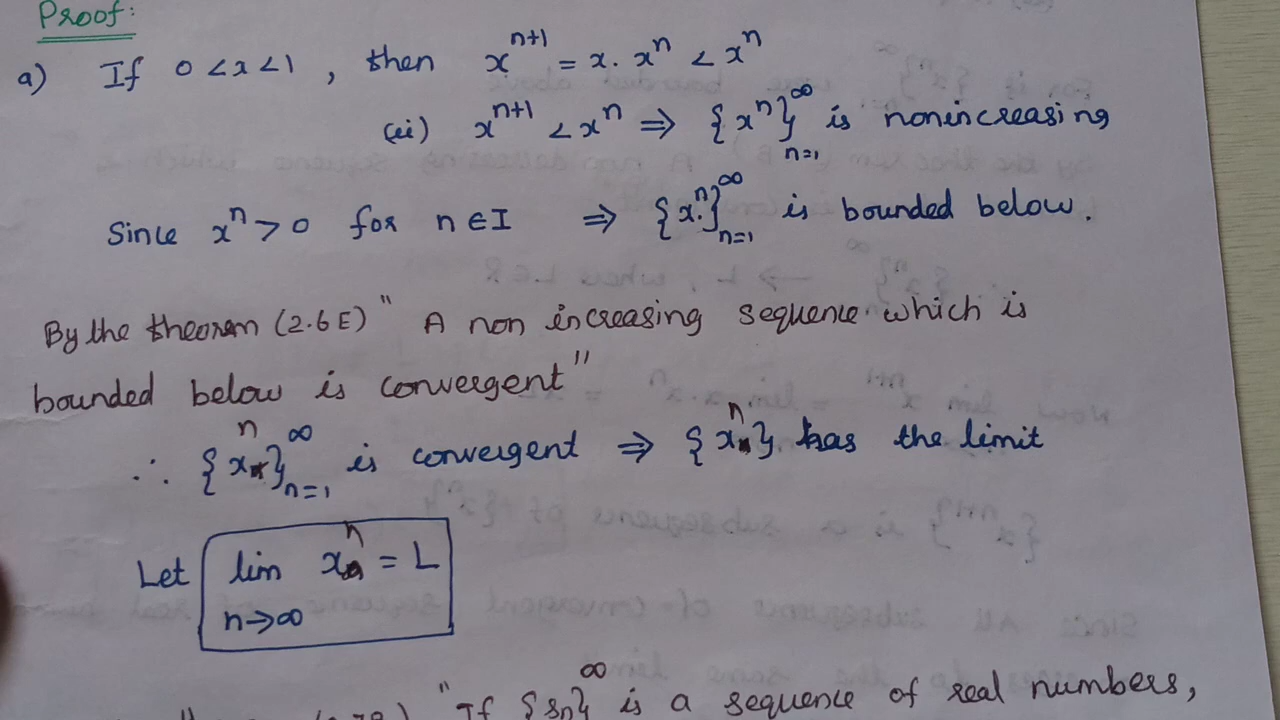 Proof:
a) If 0 < x < 1, then x^{n+1} = x. x^n < x^n
(ii) x^{n+1} < x^n ⇒ {x^n}_{n=1}^∞ is nonincreasing
Since x^n > 0 for n ∈ I ⇒ {x^n}_{n=1}^∞ is bounded below.
By the theorem (2.6E) " A non increasing sequence which is
bounded below is convergent"
∴ {x^n}_{n=1}^∞ is convergent ⇒ {x^n} has the limit
Let lim x^n = L
n→∞
"If {sn}^∞ is a sequence of real numbers,